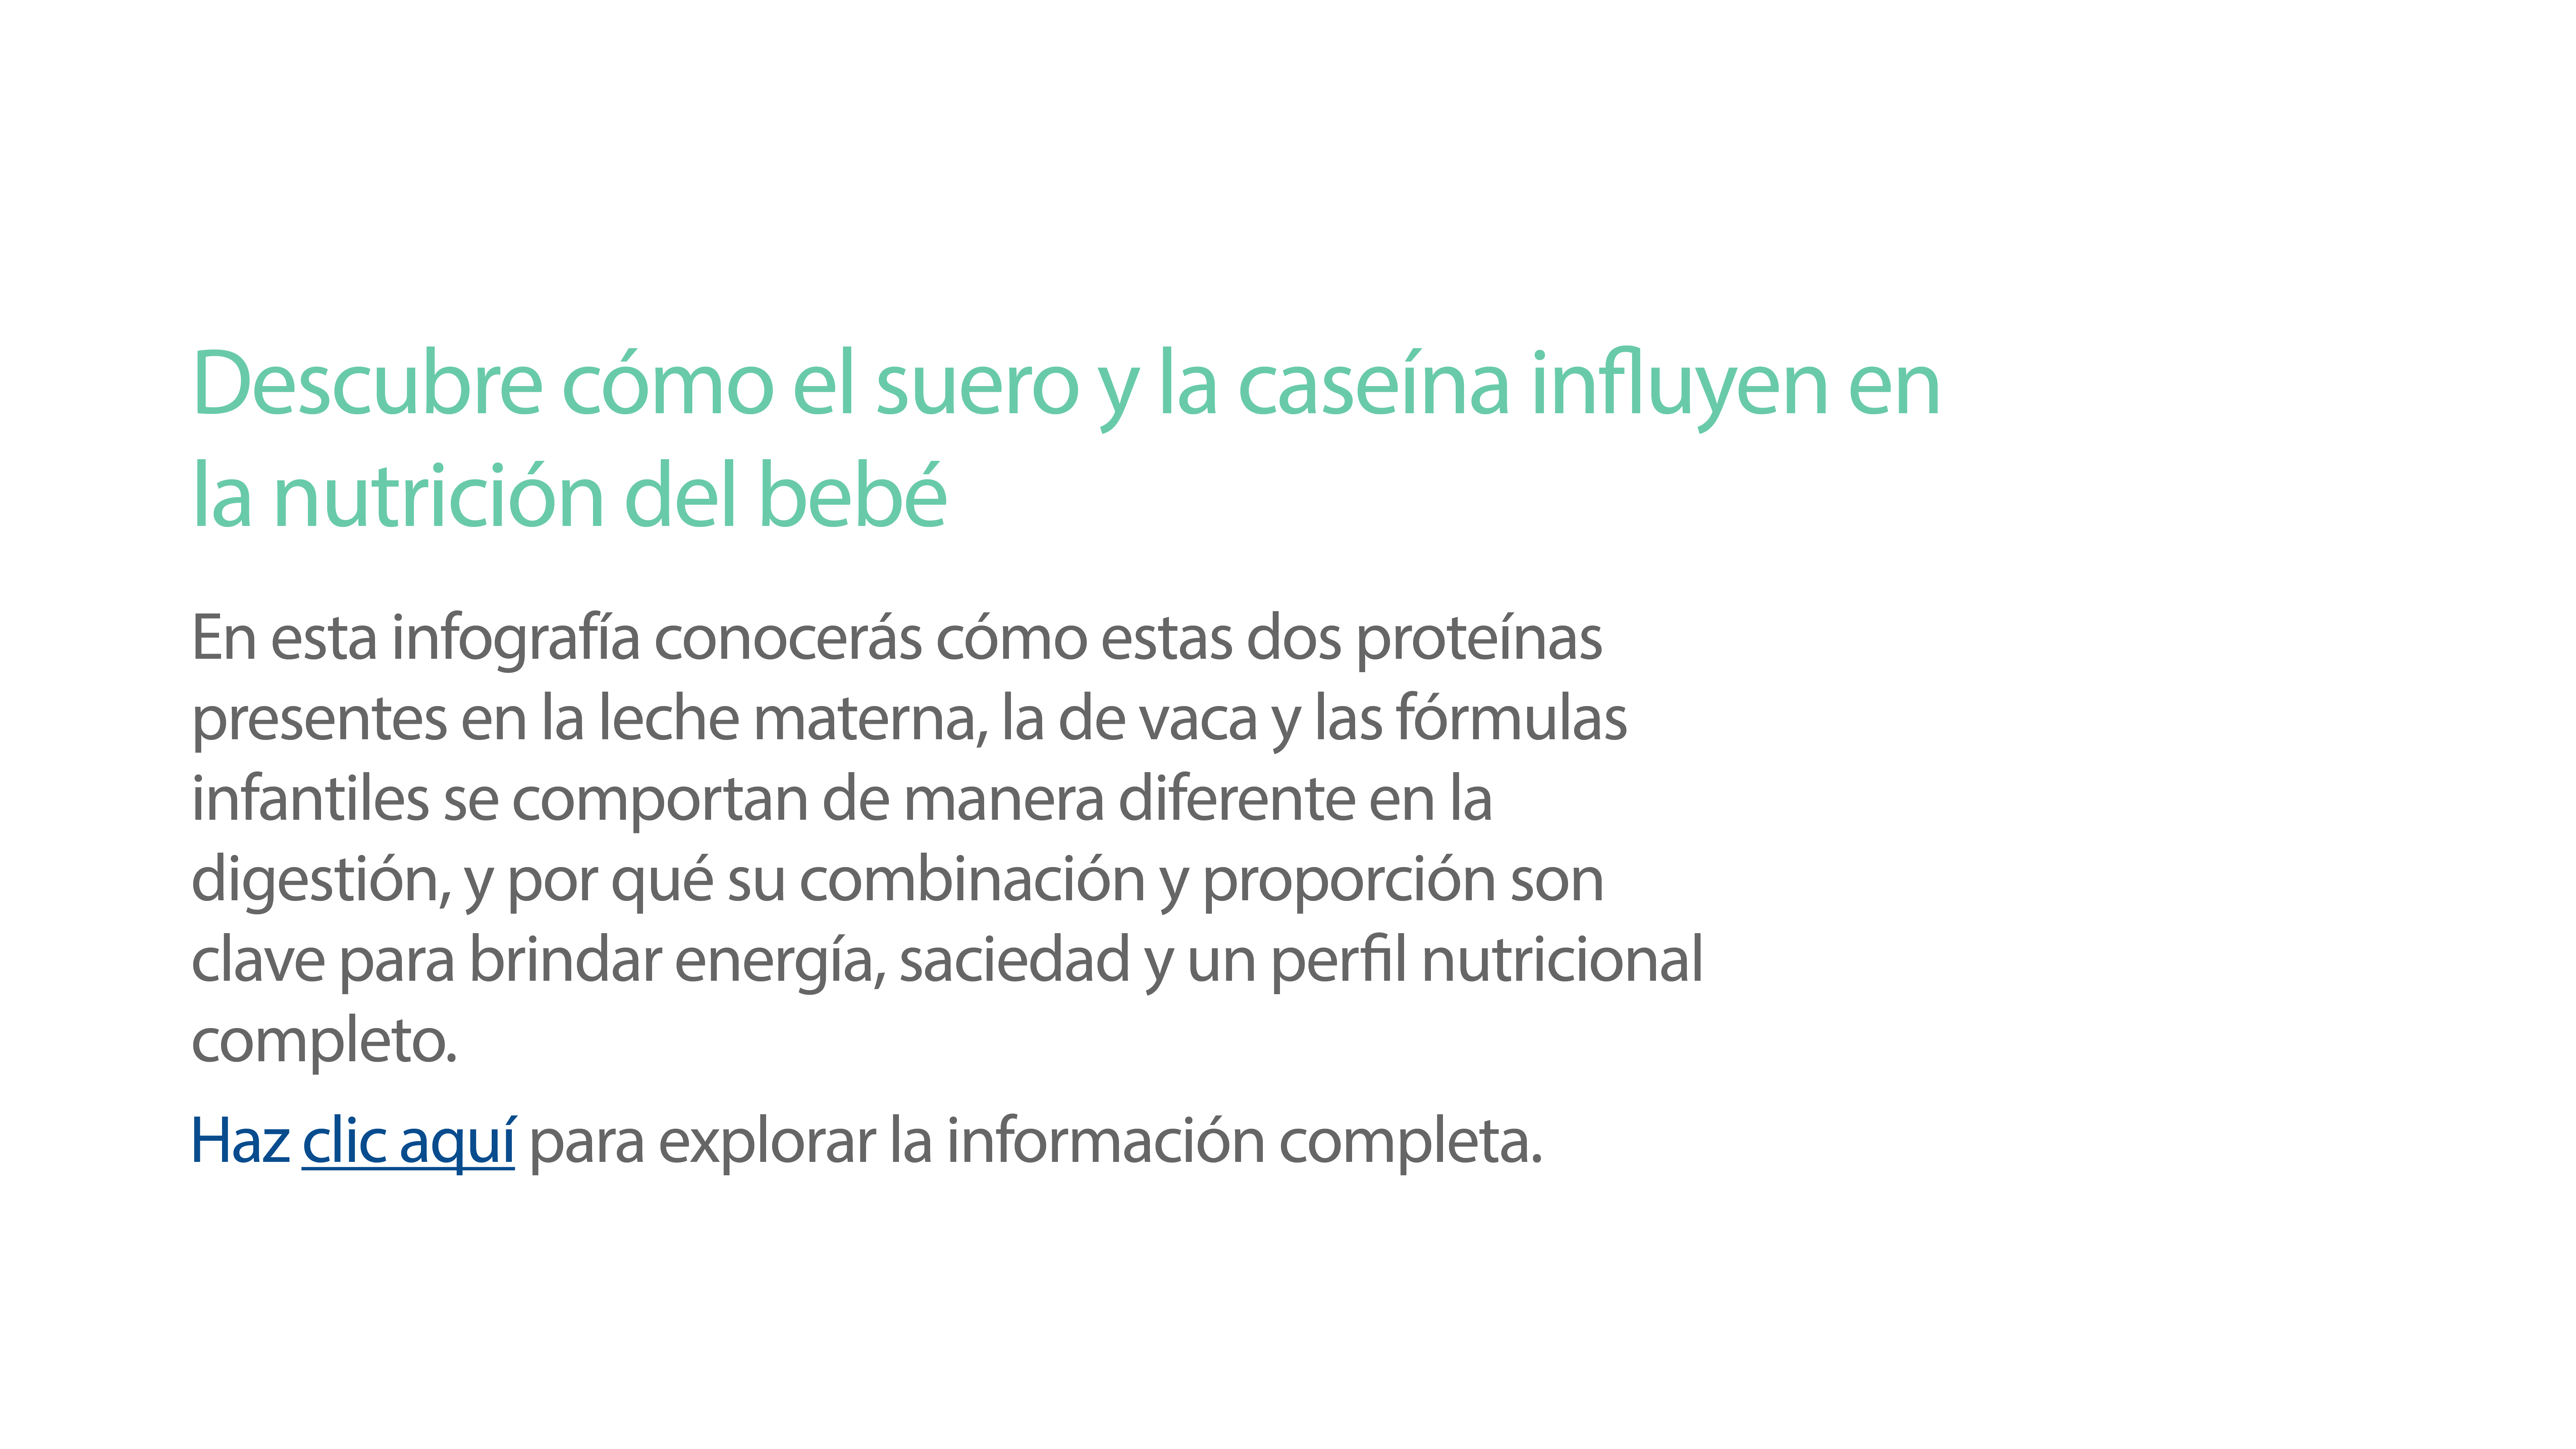 Descubre cómo el suero y la caseína influyen en
la nutrición del bebé
En esta infografía conocerás cómo estas dos proteínas
presentes en la leche materna, la de vaca y las fórmulas
infantiles se comportan de manera diferente en la
digestión, y por qué su combinación y proporción son
clave para brindar energía, saciedad y un perfil nutricional
completo.
Haz clic aquí para explorar la información completa.